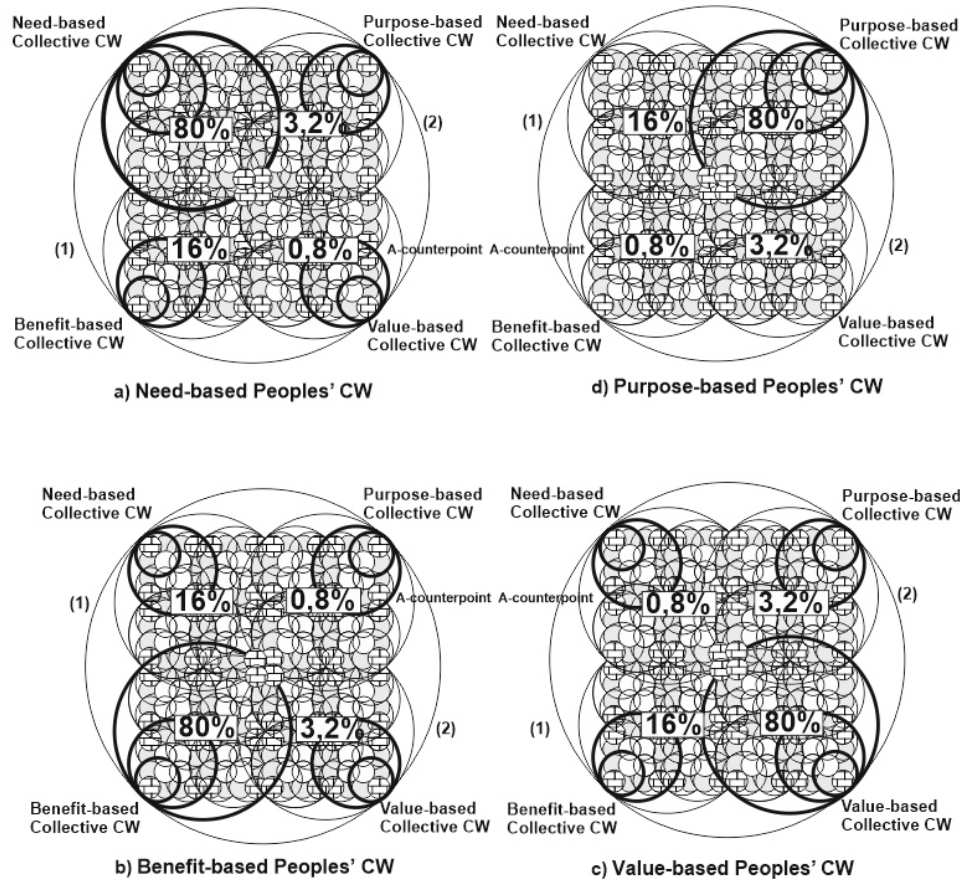 Need-based
Collective CW
Purpose-based
Collective CW
80%
3,2%
(2)
(1)
16%
0,8%
A-counterpoint
Benefit-based
Collective CW
Value-based
Collective CW
a) Need-based Peoples’ CW
Need-based
Collective CW
Purpose-based
Collective CW
(1)
16%
80%
A-counterpoint
0,8%
3,2%
(2)
Benefit-based
Collective CW
Value-based
Collective CW
d) Purpose-based Peoples’ CW
Need-based
Collective CW
Purpose-based
Collective CW
(1)
16%
0,8%
A-counterpoint
80%
3,2%
(2)
Benefit-based
Collective CW
Value-based
Collective CW
b) Benefit-based Peoples’ CW
Need-based
Collective CW
Purpose-based
Collective CW
A-counterpoint
0,8%
3,2%
(2)
(1)
16%
80%
Benefit-based
Collective CW
Value-based
Collective CW
c) Value-based Peoples’ CW